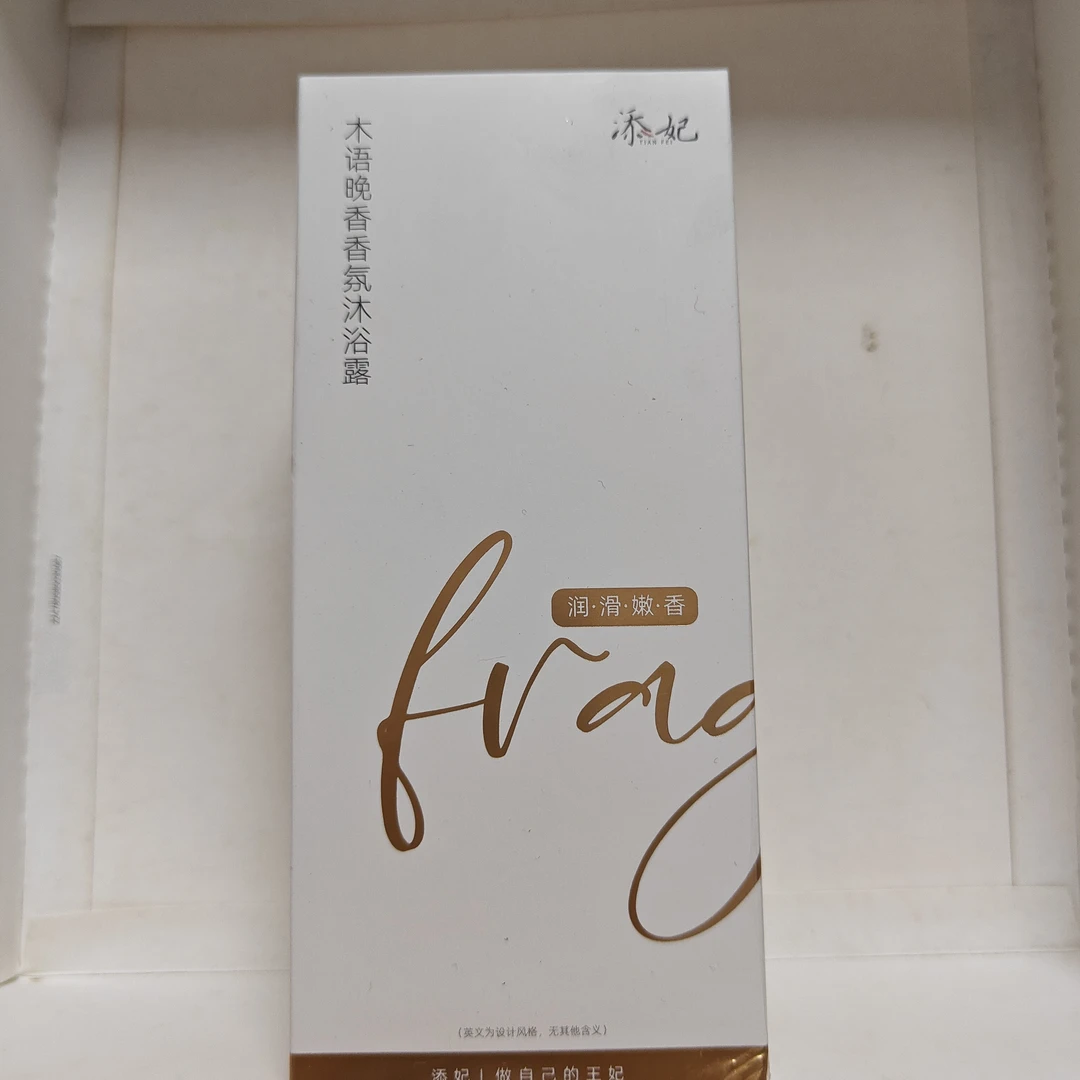 添妃
TIAN FEI
木语晚香香氛沐浴露
润·滑·嫩·香
frag
(英文为设计风格，无其他含义)
添妃|做自己的王妃